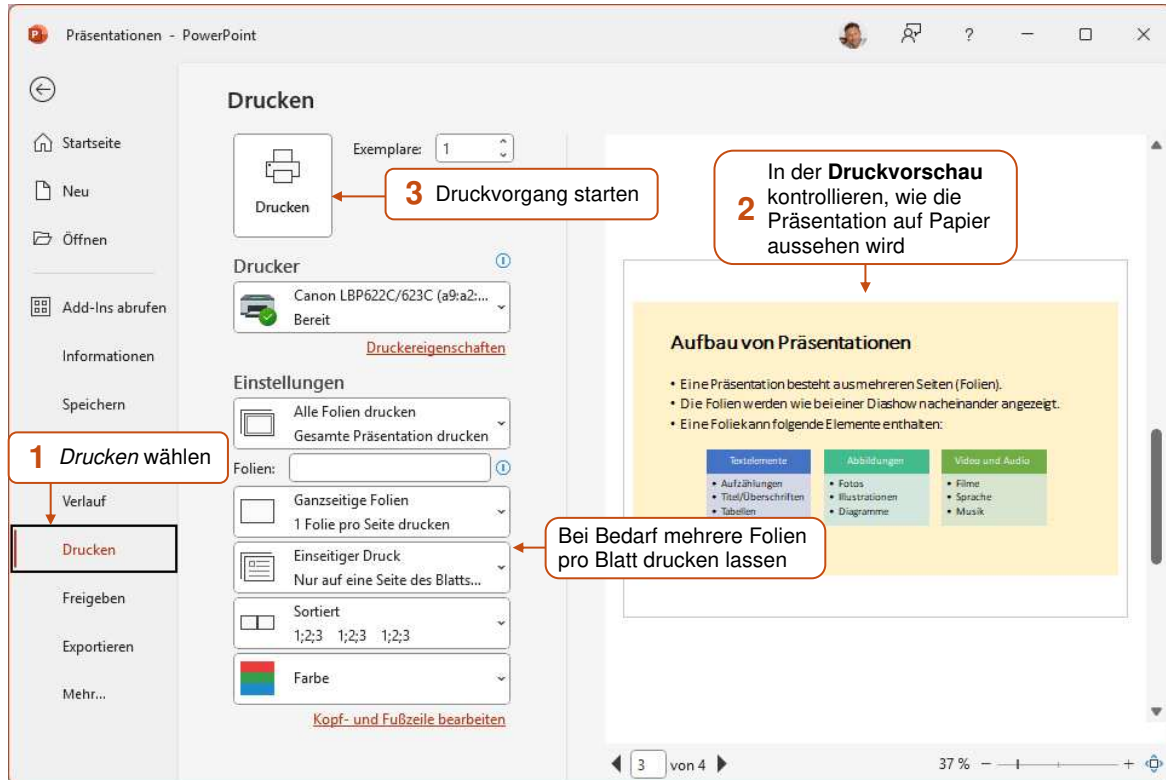 Präsentationen - PowerPoint
?
Drucken
Startseite
Neu
Öffnen
Add-Ins abrufen
Informationen
Speichern
1 Drucken wählen
Verlauf
Drucken
Freigeben
Exportieren
Mehr...
Drucken
Exemplare: 1
3 Druckvorgang starten
Drucker
Canon LBP622C/623C (a9:a2:...
Bereit
Druckereigenschaften
Einstellungen
Alle Folien drucken
Gesamte Präsentation drucken
Folien:
Ganzseitige Folien
1 Folie pro Seite drucken
Einseitiger Druck
Nur auf eine Seite des Blatts...
Bei Bedarf mehrere Folien
pro Blatt drucken lassen
Sortiert
1;2;3 1;2;3 1;2;3
Farbe
Kopf- und Fußzeile bearbeiten
2 In der Druckvorschau
kontrollieren, wie die
Präsentation auf Papier
aussehen wird
Aufbau von Präsentationen
• Eine Präsentation besteht aus mehreren Seiten (Folien).
• Die Folien werden wie bei einer Diashow nacheinander angezeigt.
• Eine Folie kann folgende Elemente enthalten:
Textelemente
• Aufzählungen
• Titel/Überschriften
• Tabellen
Abbildungen
• Fotos
• Illustrationen
• Diagramme
Video und Audio
• Filme
• Sprache
• Musik
3 von 4
37 %